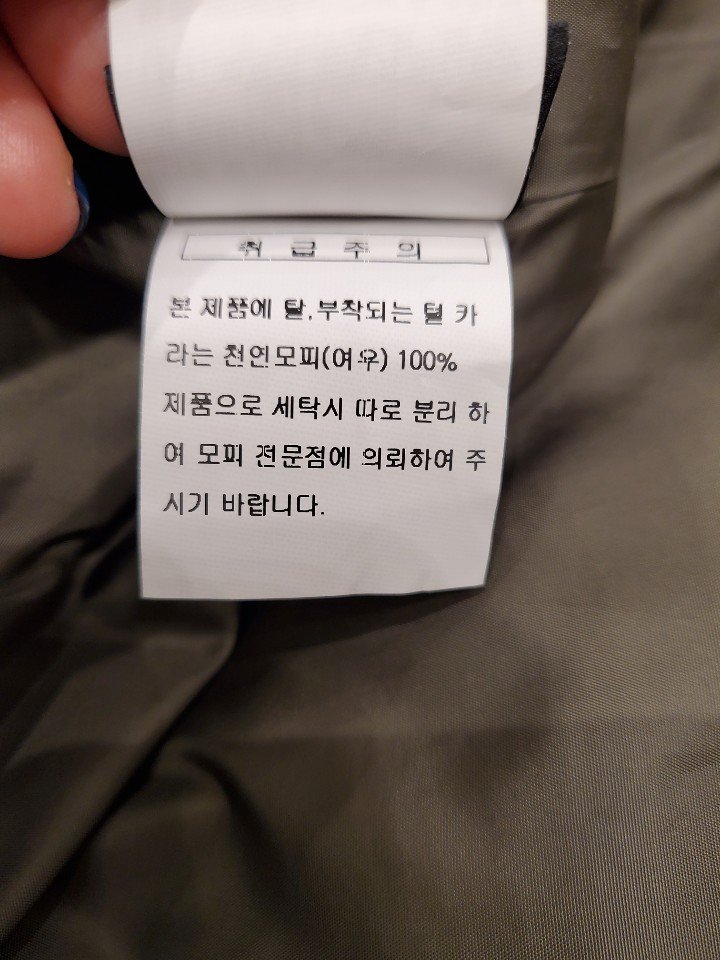 취 급 주 의
본 제품에 탈,부착되는 털 카
라는 천연모피(여우) 100%
제품으로 세탁시 따로 분리 하
여 모피 전문점에 의뢰하여 주
시기 바랍니다.